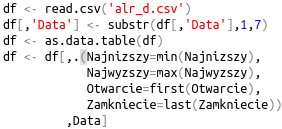 df <- read.csv('alr_d.csv')
df[,'Data'] <- substr(df[,'Data'],1,7)
df <- as.data.table(df)
df <- df[,.(Najnizszy=min(Najnizszy),
Najwyzszy=max(Najwyzszy),
Otwarcie=first(Otwarcie),
Zamkniecie=last(Zamkniecie))
,Data]